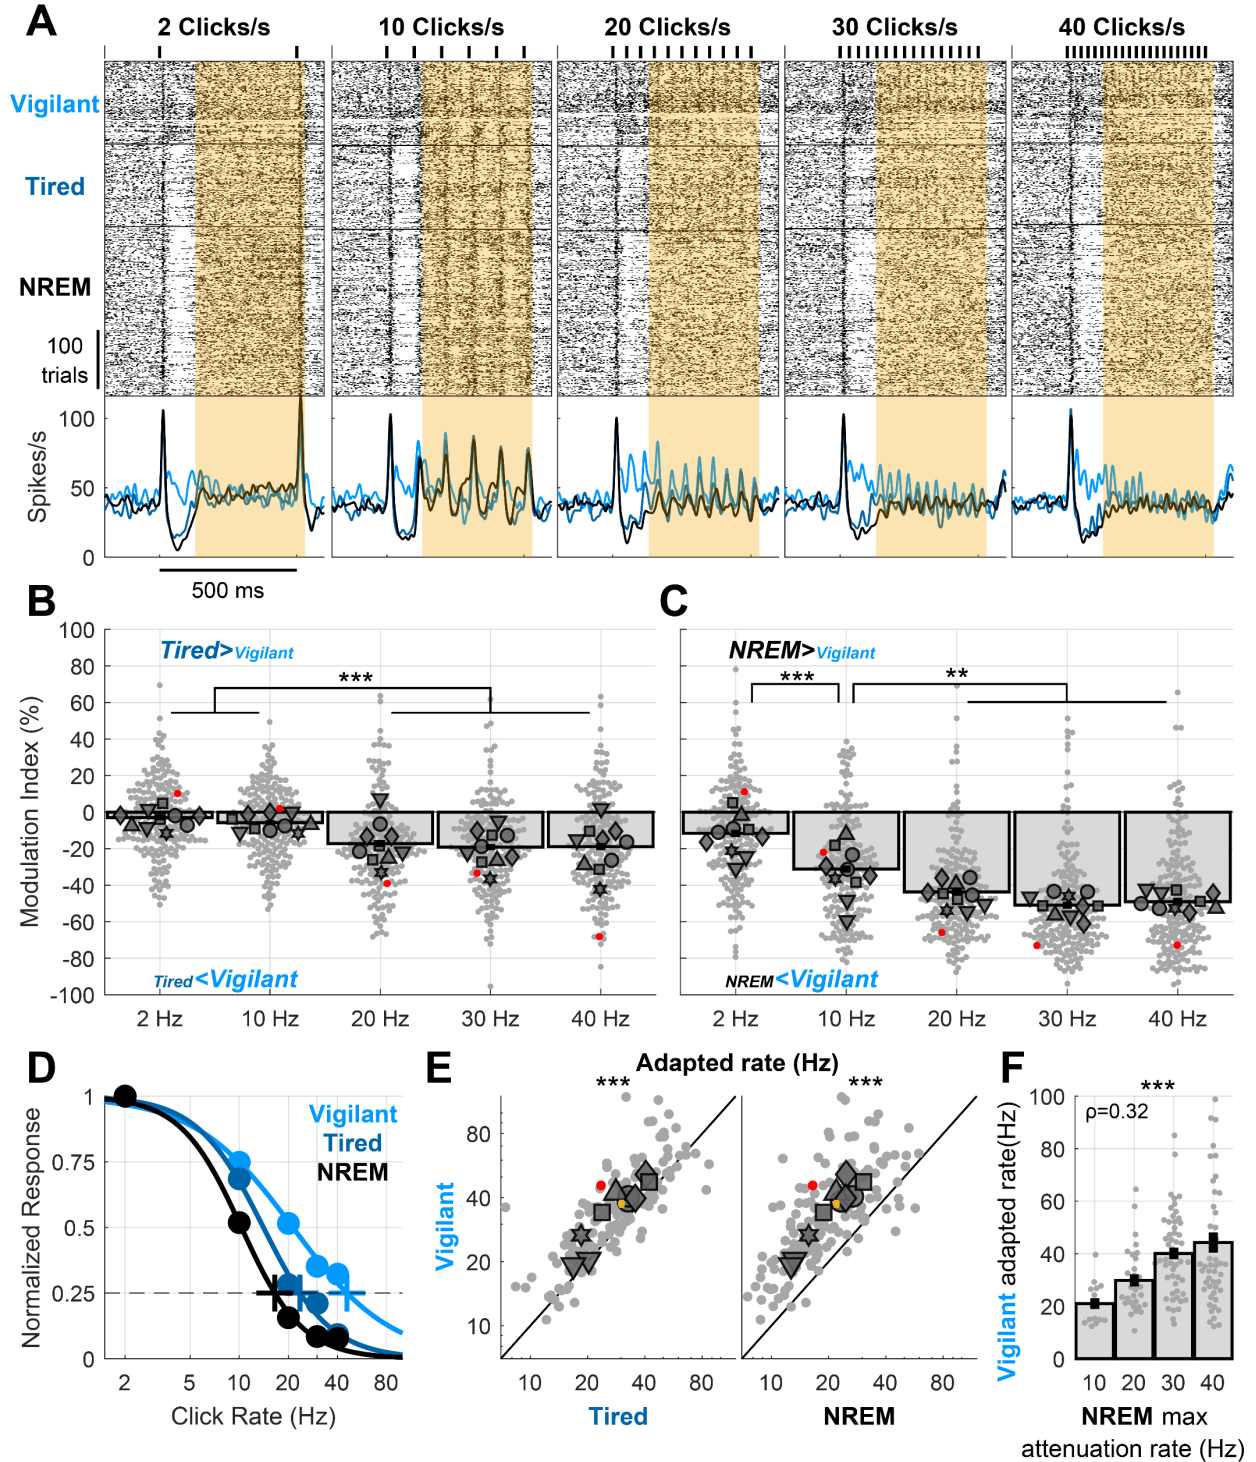 A
2 Clicks/s 10 Clicks/s 20 Clicks/s 30 Clicks/s 40 Clicks/s
Vigilant
Tired
NREM
100
trials
100
50
0
Spikes/s
500 ms
B
100
80
60
40
20
0
-20
-40
-60
-80
-100
Modulation Index (%)
Tired>Vigilant
***
Tired<Vigilant
2 Hz 10 Hz 20 Hz 30 Hz 40 Hz
C
NREM>Vigilant
*** **
NREM<Vigilant
2 Hz 10 Hz 20 Hz 30 Hz 40 Hz
D
1
0.75
0.5
0.25
0
Normalized Response
Vigilant
Tired
NREM
2 5 10 20 40 80
Click Rate (Hz)
E
Adapted rate (Hz)
*** ***
80
40
20
10
Vigilant
10 20 40 80
Tired
10 20 40 80
NREM
F
***
ρ=0.32
100
80
60
40
20
0
Vigilant adapted rate(Hz)
10 20 30 40
NREM max
attenuation rate (Hz)